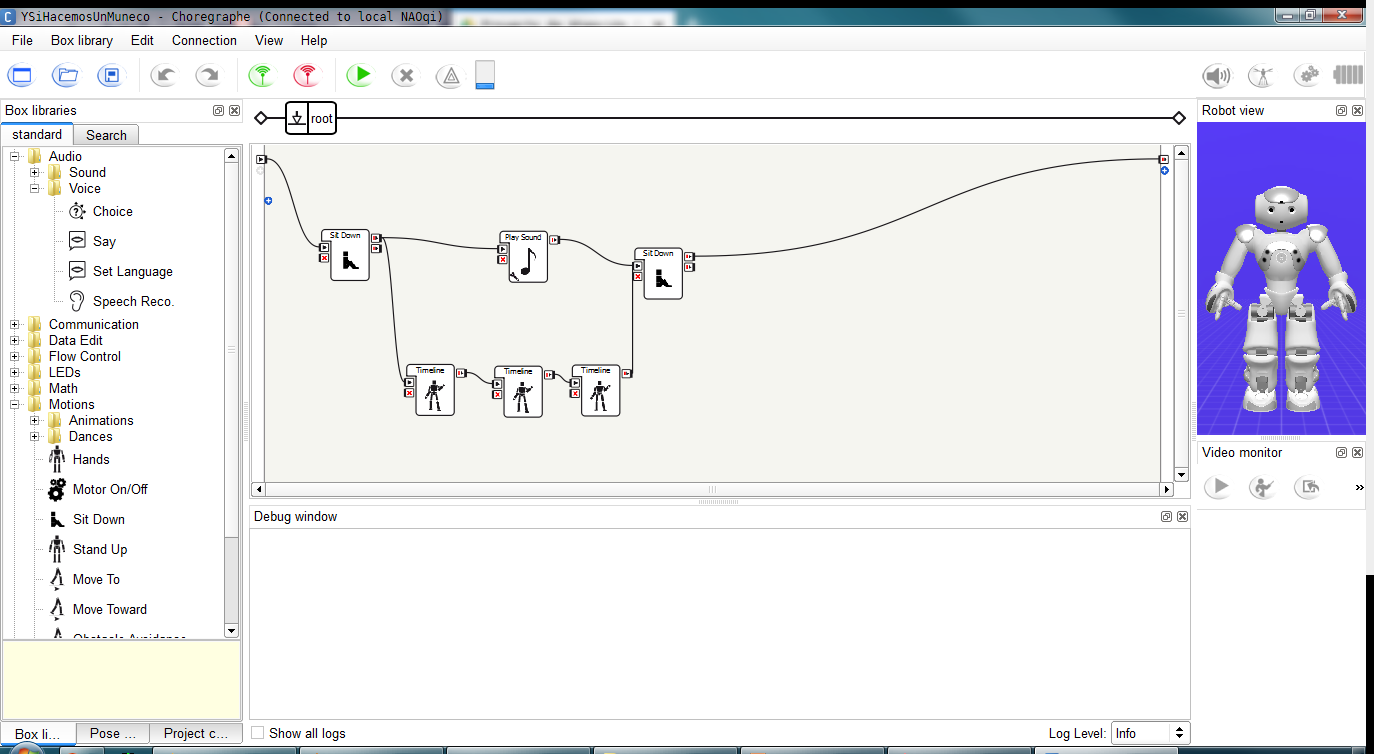 YSiHacemosUnMuneco - Choregraphe (Connected to local NAOqi)
File Box library Edit Connection View Help
Box libraries
standard Search
Audio
Sound
Voice
Choice
Say
Set Language
Speech Reco.
Communication
Data Edit
Flow Control
LEDs
Math
Motions
Animations
Dances
Hands
Motor On/Off
Sit Down
Stand Up
Move To
Move Toward
Obstacle Avoidance
Box li... Pose ... Project c...
root
Sit Down
Play Sound
Sit Down
Timeline
Timeline
Timeline
Debug window
Show all logs
Log Level: Info
Robot view
Video monitor
»